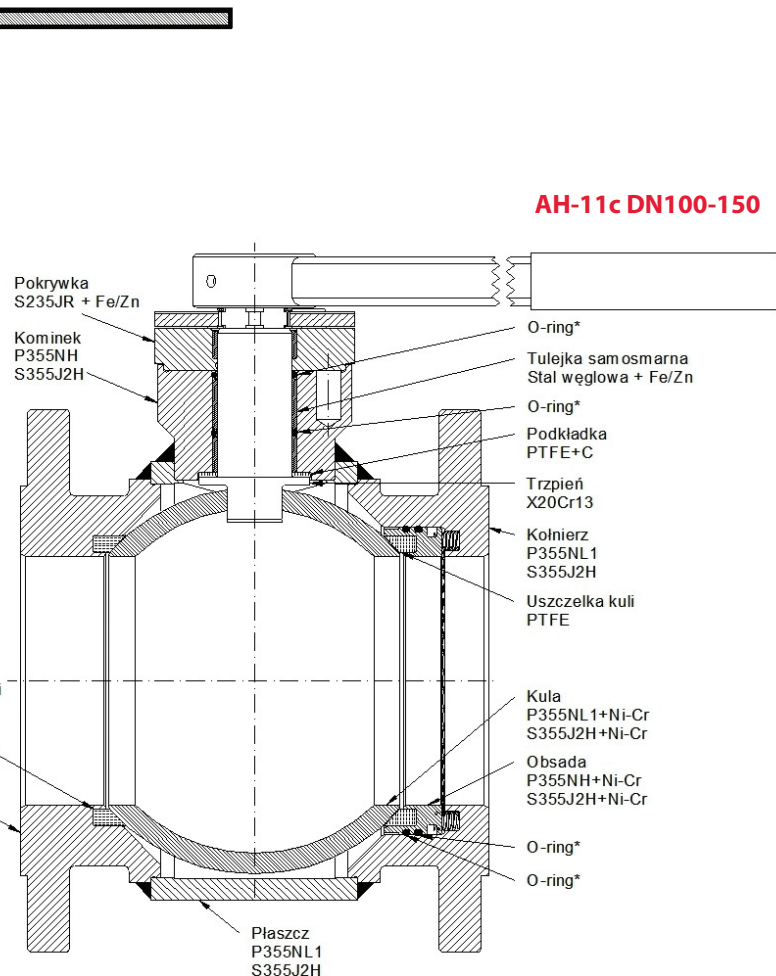 AH-11c DN100-150
Pokrywka
S235JR + Fe/Zn
Kominek
P355NH
S355J2H
O-ring*
Tulejka samosmarna
Stal węglowa + Fe/Zn
O-ring*
Podkładka
PTFE+C
Trzpień
X20Cr13
Kołnierz
P355NL1
S355J2H
Uszczelka kuli
PTFE
Kula
P355NL1+Ni-Cr
S355J2H+Ni-Cr
Obsada
P355NH+Ni-Cr
S355J2H+Ni-Cr
O-ring*
O-ring*
Płaszcz
P355NL1
S355J2H